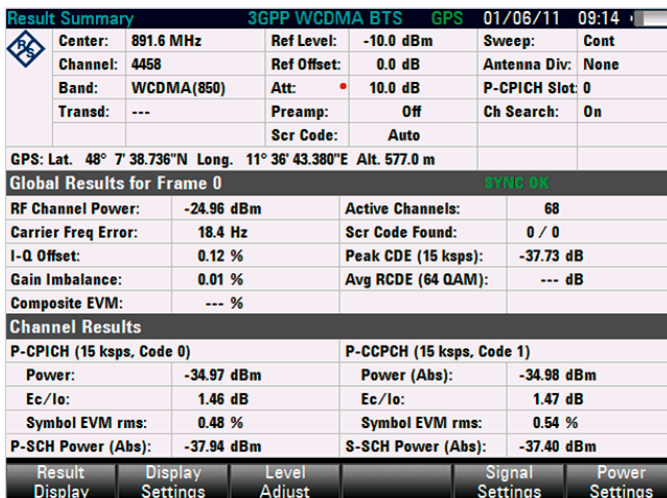 Result Summary 3GPP WCDMA BTS GPS 01/06/11 09:14
R&S Center: 891.6 MHz Ref Level: -10.0 dBm Sweep: Cont
Channel: 4458 Ref Offset: 0.0 dB Antenna Div: None
Band: WCDMA(850) Att: 10.0 dB P-CPICH Slot: 0
Transd: --- Preamp: Off Ch Search: On
Scr Code: Auto
GPS: Lat. 48° 7' 38.736"N Long. 11° 36' 43.380"E Alt. 577.0 m
Global Results for Frame 0 SYNC OK
RF Channel Power: -24.96 dBm Active Channels: 68
Carrier Freq Error: 18.4 Hz Scr Code Found: 0 / 0
I-Q Offset: 0.12 % Peak CDE (15 ksps): -37.73 dB
Gain Imbalance: 0.01 % Avg RCDE (64 QAM): --- dB
Composite EVM: --- %
Channel Results
P-CPICH (15 ksps, Code 0) P-CCPCH (15 ksps, Code 1)
Power: -34.97 dBm Power (Abs): -34.98 dBm
Ec/Io: 1.46 dB Ec/Io: 1.47 dB
Symbol EVM rms: 0.48 % Symbol EVM rms: 0.54 %
P-SCH Power (Abs): -37.94 dBm S-SCH Power (Abs): -37.40 dBm
Result Display Level Signal Power
Display Settings Adjust Settings Settings